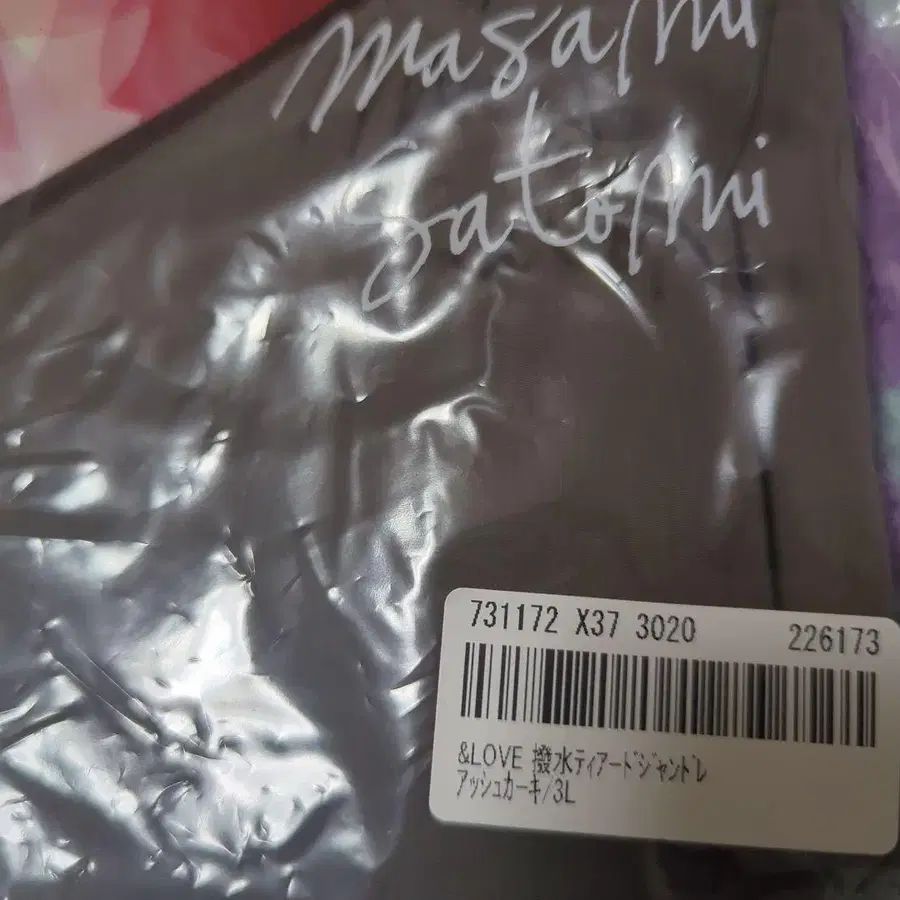 masami
satomi
731172 X37 3020 226173
&LOVE 撥水ティアードジャンドレ
アッシュカーキ/3L